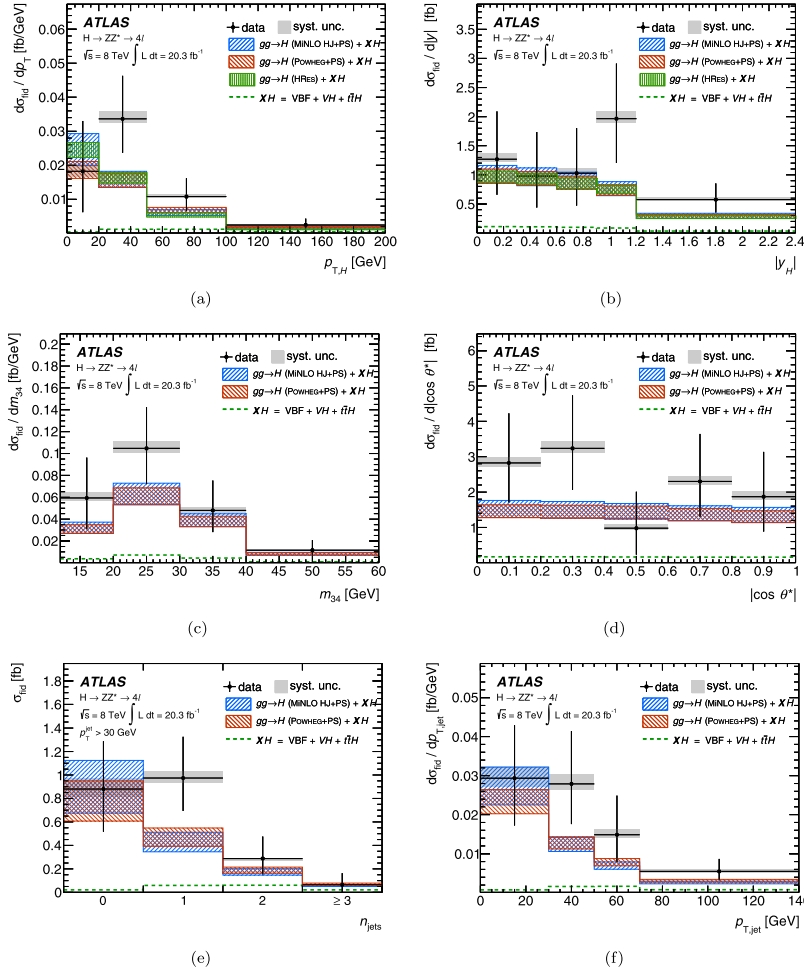 dσfid / dpT [fb/GeV]
ATLAS
H → ZZ* → 4l
√s = 8 TeV ∫ L dt = 20.3 fb⁻¹
data
syst. unc.
gg→H (MiNLO HJ+PS) + XH
gg→H (POWHEG+PS) + XH
gg→H (HRES) + XH
XH = VBF + VH + tt̄H
0.06
0.05
0.04
0.03
0.02
0.01
0 20 40 60 80 100 120 140 160 180 200
pT,H [GeV]
(a)
dσfid / d|y| [fb]
ATLAS
H → ZZ* → 4l
√s = 8 TeV ∫ L dt = 20.3 fb⁻¹
data
syst. unc.
gg→H (MiNLO HJ+PS) + XH
gg→H (POWHEG+PS) + XH
gg→H (HRES) + XH
XH = VBF + VH + tt̄H
3.5
3
2.5
2
1.5
1
0.5
0 0.2 0.4 0.6 0.8 1 1.2 1.4 1.6 1.8 2 2.2 2.4
|yH|
(b)
dσfid / dm34 [fb/GeV]
ATLAS
H → ZZ* → 4l
√s = 8 TeV ∫ L dt = 20.3 fb⁻¹
data
syst. unc.
gg→H (MiNLO HJ+PS) + XH
gg→H (POWHEG+PS) + XH
XH = VBF + VH + tt̄H
0.2
0.18
0.16
0.14
0.12
0.1
0.08
0.06
0.04
0.02
15 20 25 30 35 40 45 50 55 60
m34 [GeV]
(c)
dσfid / d|cos θ*| [fb]
ATLAS
H → ZZ* → 4l
√s = 8 TeV ∫ L dt = 20.3 fb⁻¹
data
syst. unc.
gg→H (MiNLO HJ+PS) + XH
gg→H (POWHEG+PS) + XH
XH = VBF + VH + tt̄H
6
5
4
3
2
1
0 0.1 0.2 0.3 0.4 0.5 0.6 0.7 0.8 0.9 1
|cos θ*|
(d)
σfid [fb]
ATLAS
H → ZZ* → 4l
√s = 8 TeV ∫ L dt = 20.3 fb⁻¹
pTjet > 30 GeV
data
syst. unc.
gg→H (MiNLO HJ+PS) + XH
gg→H (POWHEG+PS) + XH
XH = VBF + VH + tt̄H
1.8
1.6
1.4
1.2
1
0.8
0.6
0.4
0.2
0
0 1 2 ≥ 3
njets
(e)
dσfid / dpT,jet [fb/GeV]
ATLAS
H → ZZ* → 4l
√s = 8 TeV ∫ L dt = 20.3 fb⁻¹
data
syst. unc.
gg→H (MiNLO HJ+PS) + XH
gg→H (POWHEG+PS) + XH
XH = VBF + VH + tt̄H
0.05
0.04
0.03
0.02
0.01
0 20 40 60 80 100 120 140
pT,jet [GeV]
(f)